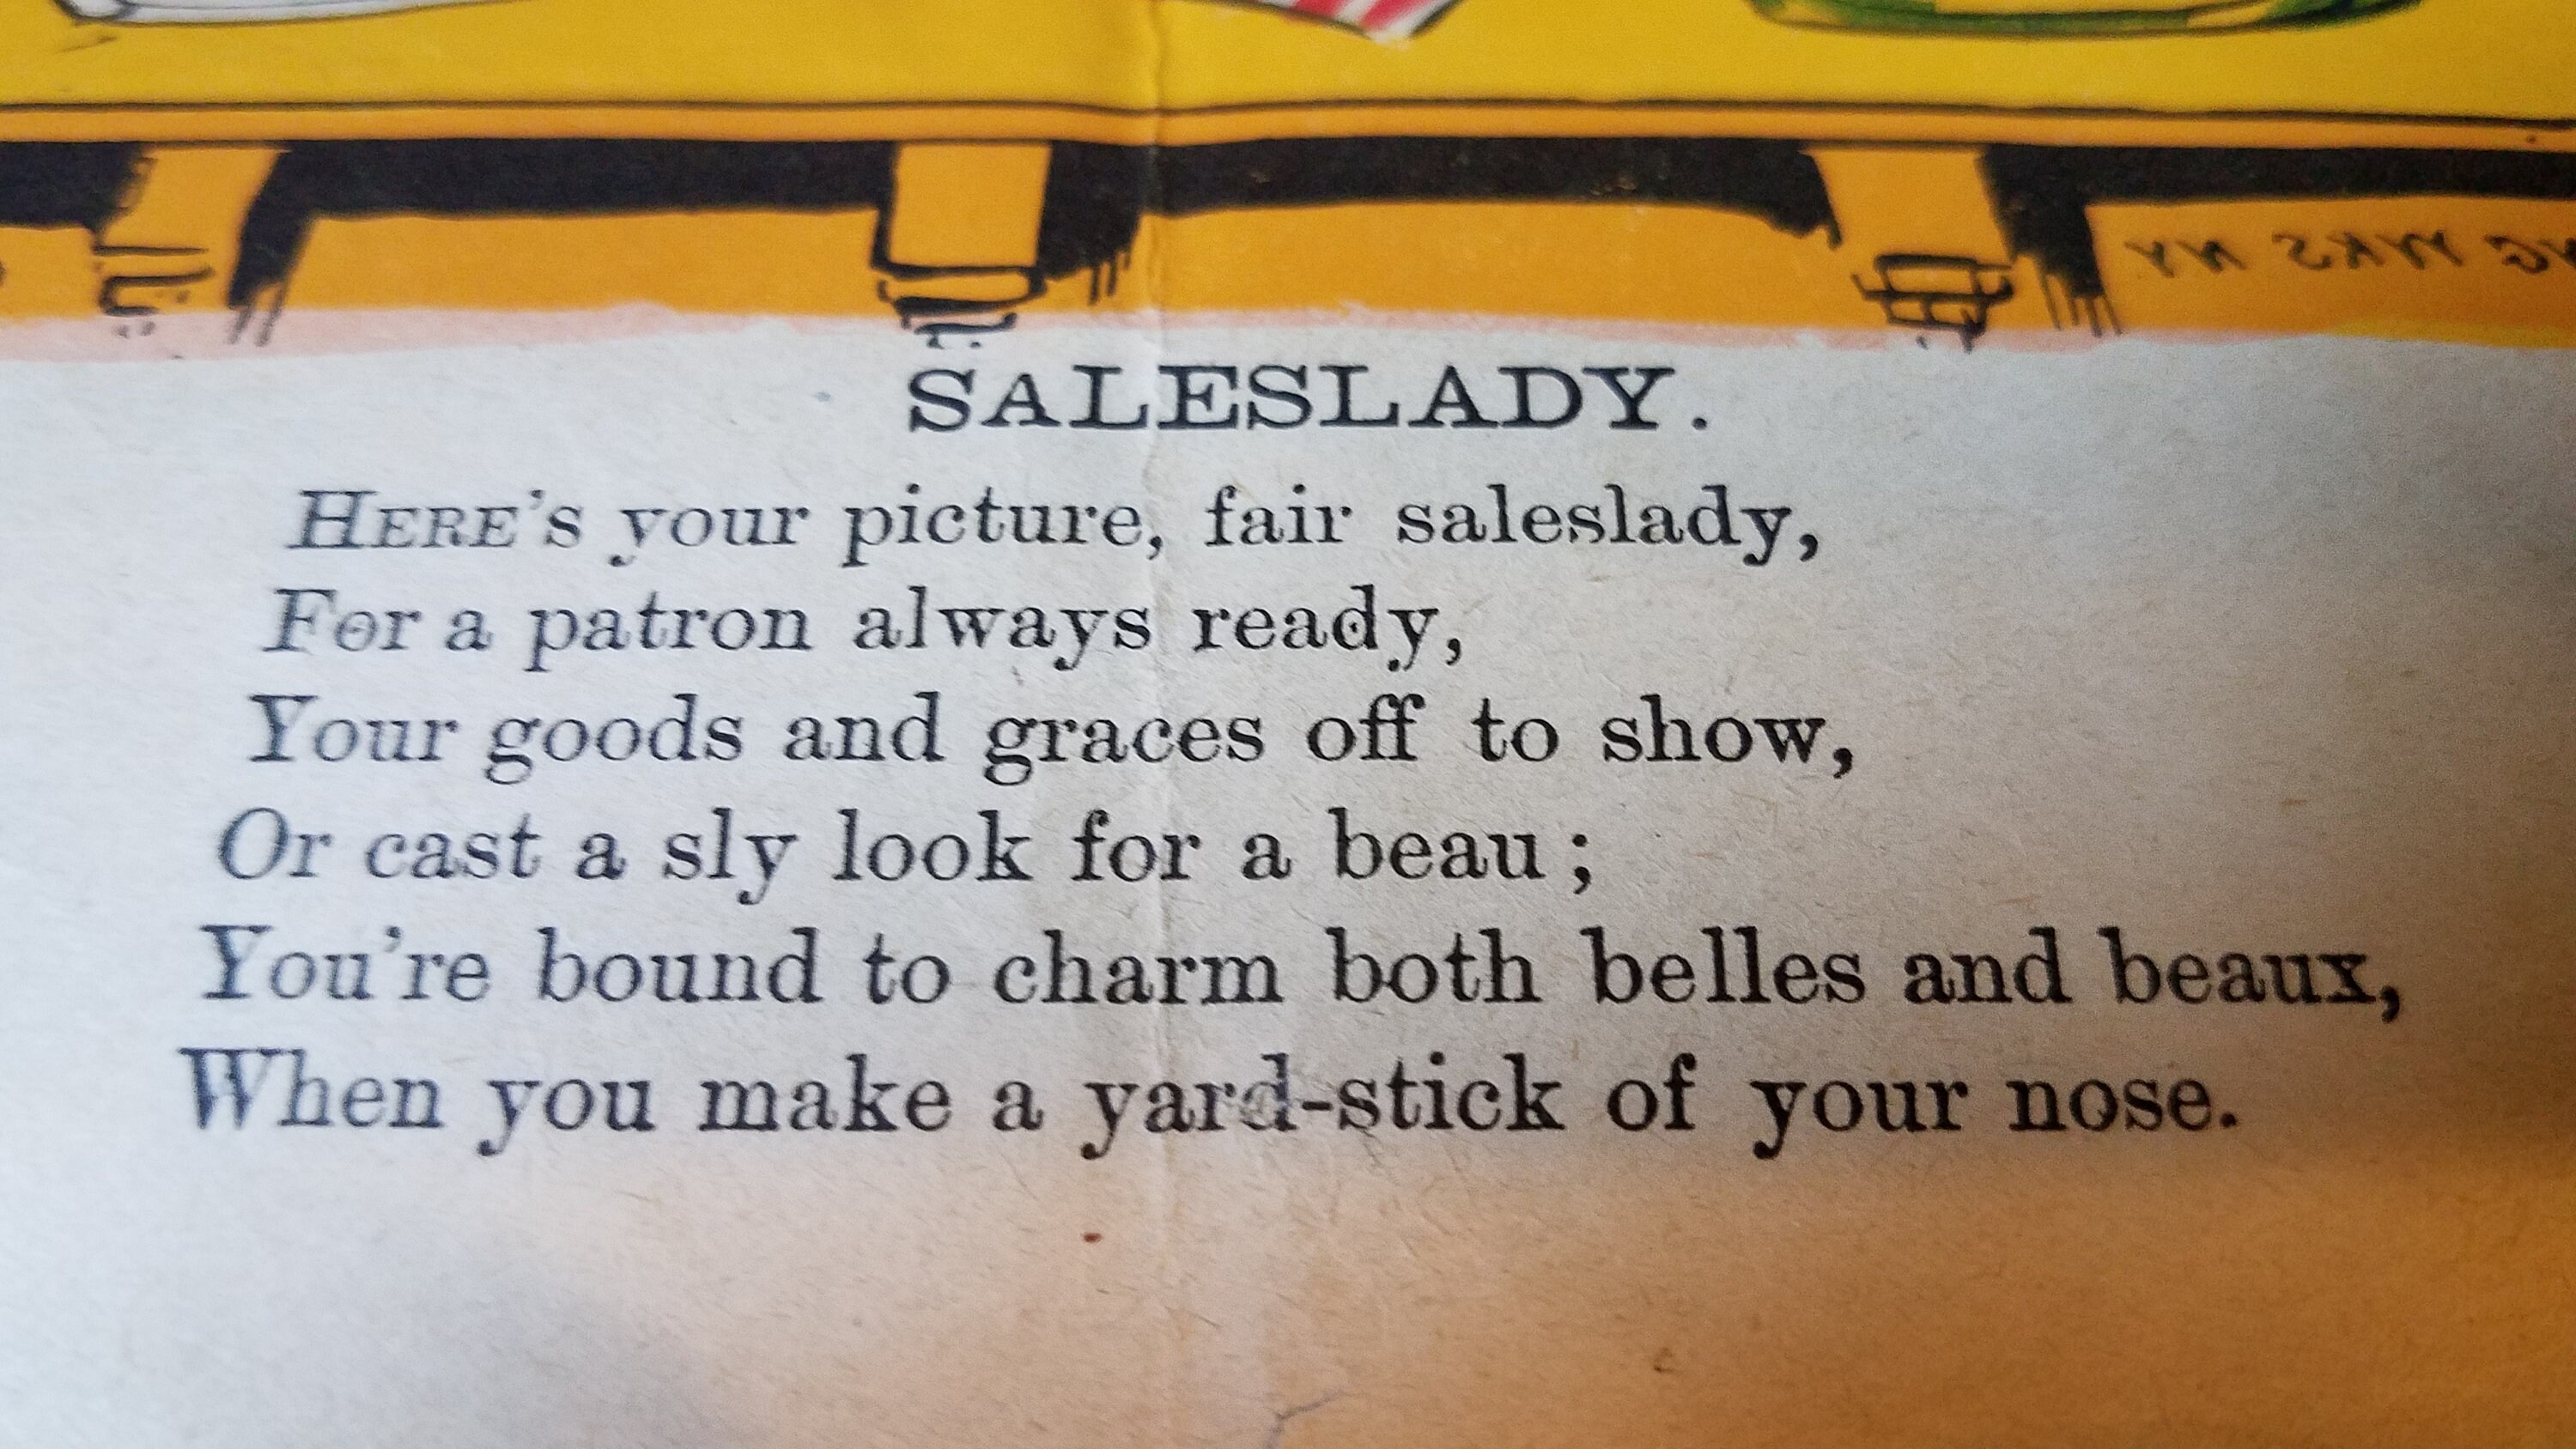 SALESLADY.
HERE'S your picture, fair saleslady,
For a patron always ready,
Your goods and graces off to show,
Or cast a sly look for a beau;
You're bound to charm both belles and beaux,
When you make a yard-stick of your nose.